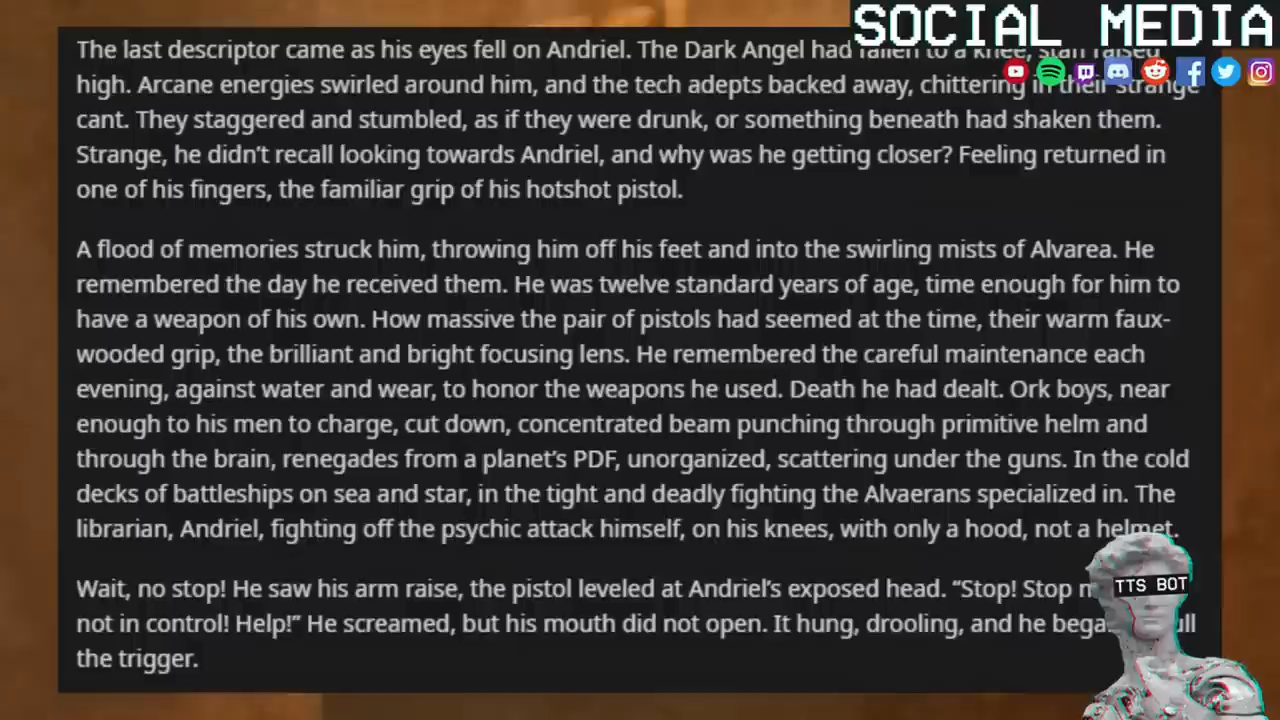 SOCIAL MEDIA
The last descriptor came as his eyes fell on Andriel. The Dark Angel had fallen to a knee, staff raised
high. Arcane energies swirled around him, and the tech adepts backed away, chittering in their strange
cant. They staggered and stumbled, as if they were drunk, or something beneath had shaken them.
Strange, he didn’t recall looking towards Andriel, and why was he getting closer? Feeling returned in
one of his fingers, the familiar grip of his hotshot pistol.
A flood of memories struck him, throwing him off his feet and into the swirling mists of Alvarea. He
remembered the day he received them. He was twelve standard years of age, time enough for him to
have a weapon of his own. How massive the pair of pistols had seemed at the time, their warm faux-
wooded grip, the brilliant and bright focusing lens. He remembered the careful maintenance each
evening, against water and wear, to honor the weapons he used. Death he had dealt. Ork boys, near
enough to his men to charge, cut down, concentrated beam punching through primitive helm and
through the brain, renegades from a planet’s PDF, unorganized, scattering under the guns. In the cold
decks of battleships on sea and star, in the tight and deadly fighting the Alvaerans specialized in. The
librarian, Andriel, fighting off the psychic attack himself, on his knees, with only a hood, not a helmet.
Wait, no stop! He saw his arm raise, the pistol leveled at Andriel’s exposed head. “Stop! Stop
not in control! Help!” He screamed, but his mouth did not open. It hung, drooling, and he
the trigger.
TTS BOT